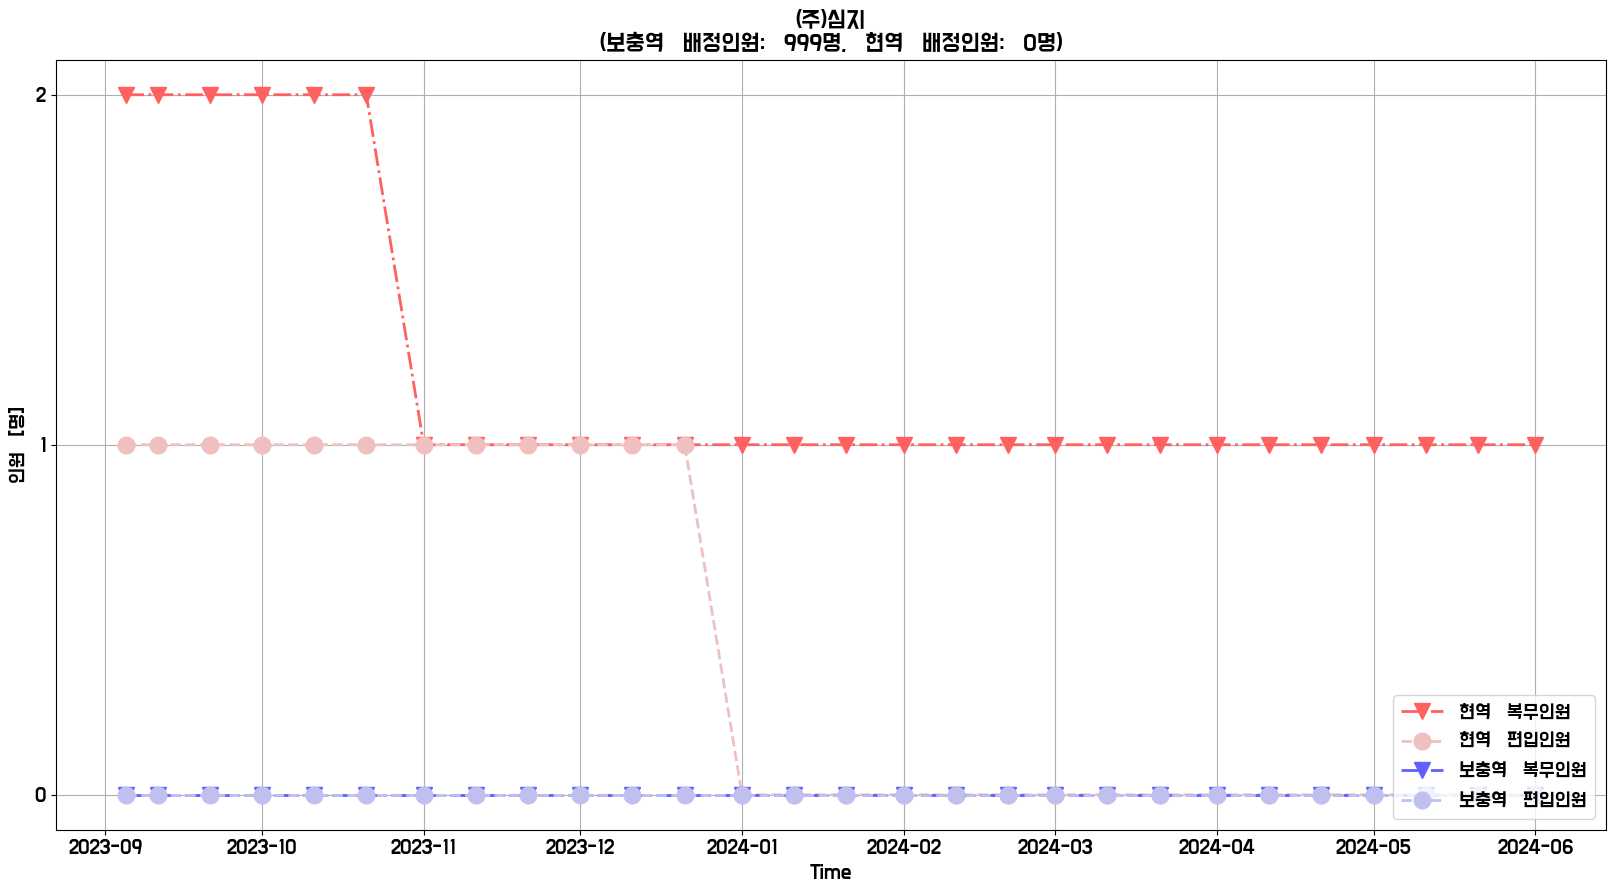 (주)심지
(보충역 배정인원: 999명, 현역 배정인원: 0명)
인원 [명]
2
1
0
현역 복무인원
현역 편입인원
보충역 복무인원
보충역 편입인원
2023-09 2023-10 2023-11 2023-12 2024-01 2024-02 2024-03 2024-04 2024-05 2024-06
Time